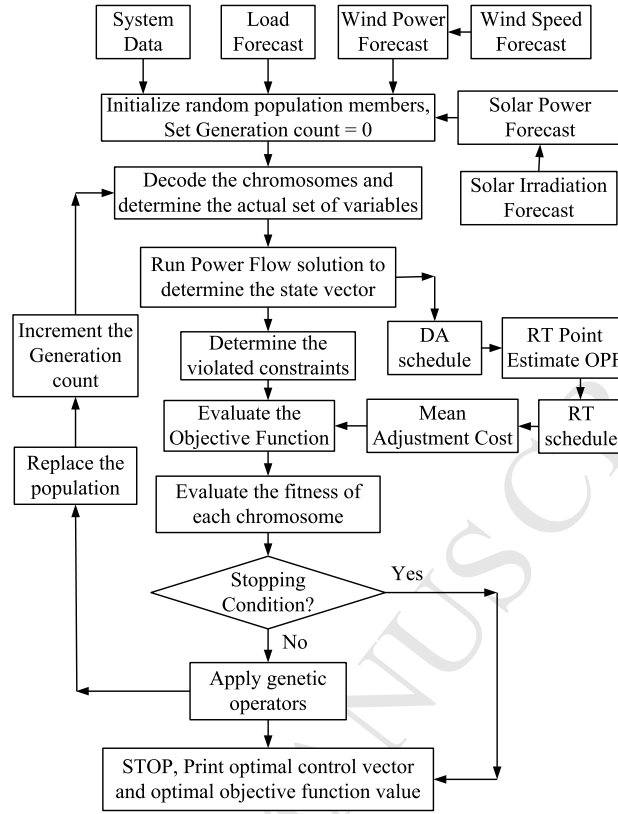 System
Data
Load
Forecast
Wind Power
Forecast
Wind Speed
Forecast
Initialize random population members,
Set Generation count = 0
Solar Power
Forecast
Solar Irradiation
Forecast
Decode the chromosomes and
determine the actual set of variables
Run Power Flow solution to
determine the state vector
Increment the
Generation
count
Determine the
violated constraints
DA
schedule
RT Point
Estimate OPF
Evaluate the
Objective Function
Mean
Adjustment Cost
RT
schedule
Replace the
population
Evaluate the fitness of
each chromosome
Stopping
Condition?
Yes
No
Apply genetic
operators
STOP, Print optimal control vector
and optimal objective function value